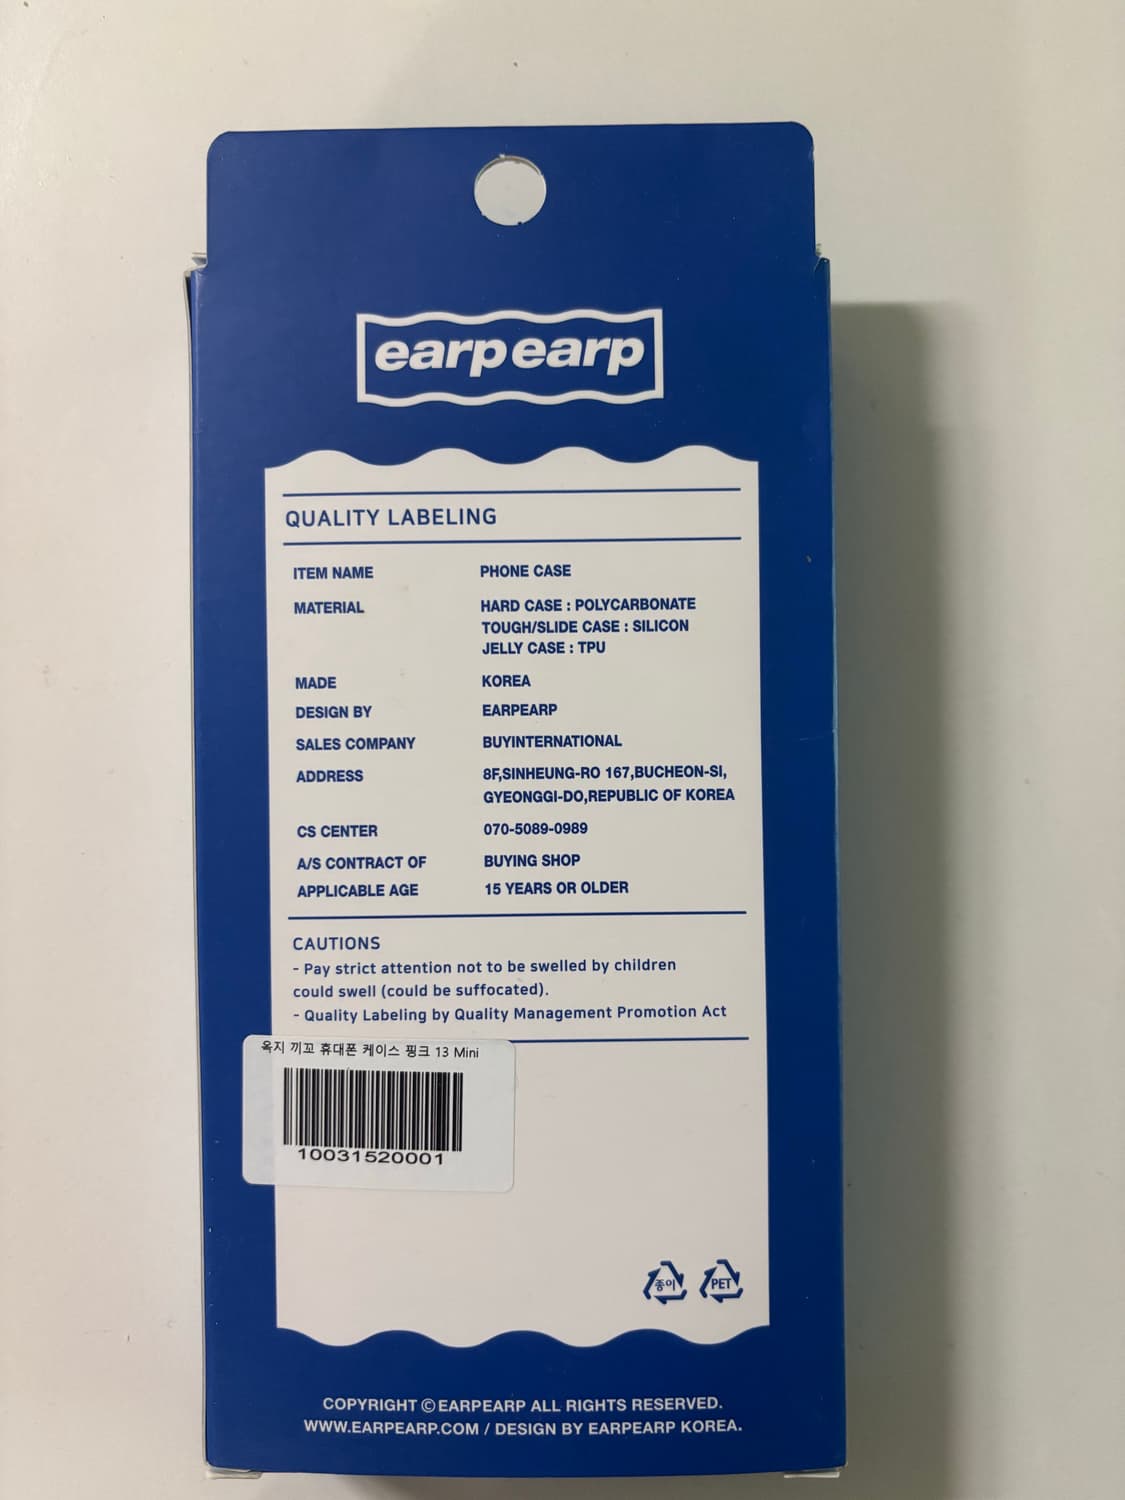 earpearp
QUALITY LABELING
ITEM NAME PHONE CASE
MATERIAL HARD CASE : POLYCARBONATE
TOUGH/SLIDE CASE : SILICON
JELLY CASE : TPU
MADE KOREA
DESIGN BY EARPEARP
SALES COMPANY BUYINTERNATIONAL
ADDRESS 8F,SINHEUNG-RO 167,BUCHEON-SI,
GYEONGGI-DO,REPUBLIC OF KOREA
CS CENTER 070-5089-0989
A/S CONTRACT OF BUYING SHOP
APPLICABLE AGE 15 YEARS OR OLDER
CAUTIONS
- Pay strict attention not to be swelled by children
could swell (could be suffocated).
- Quality Labeling by Quality Management Promotion Act
옥지 끼꼬 휴대폰 케이스 핑크 13 Mini
10031520001
종이 PET
COPYRIGHT ©EARPEARP ALL RIGHTS RESERVED.
WWW.EARPEARP.COM / DESIGN BY EARPEARP KOREA.